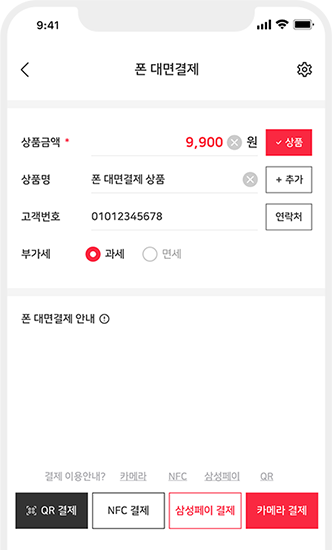 9:41
폰 대면결제
상품금액 * 9,900 원 상품
상품명 폰 대면결제 상품 + 추가
고객번호 01012345678 연락처
부가세 과세 면세
폰 대면결제 안내
결제 이용안내? 카메라 NFC 삼성페이 QR
QR 결제 NFC 결제 삼성페이 결제 카메라 결제